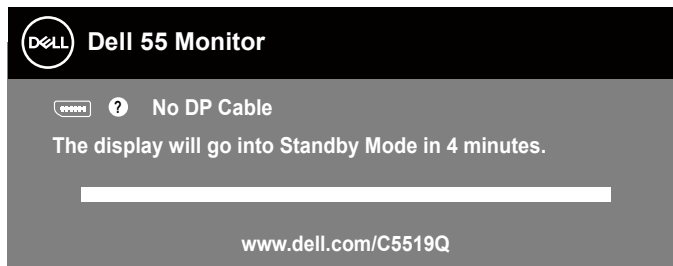 DELL Dell 55 Monitor
? No DP Cable
The display will go into Standby Mode in 4 minutes.
www.dell.com/C5519Q